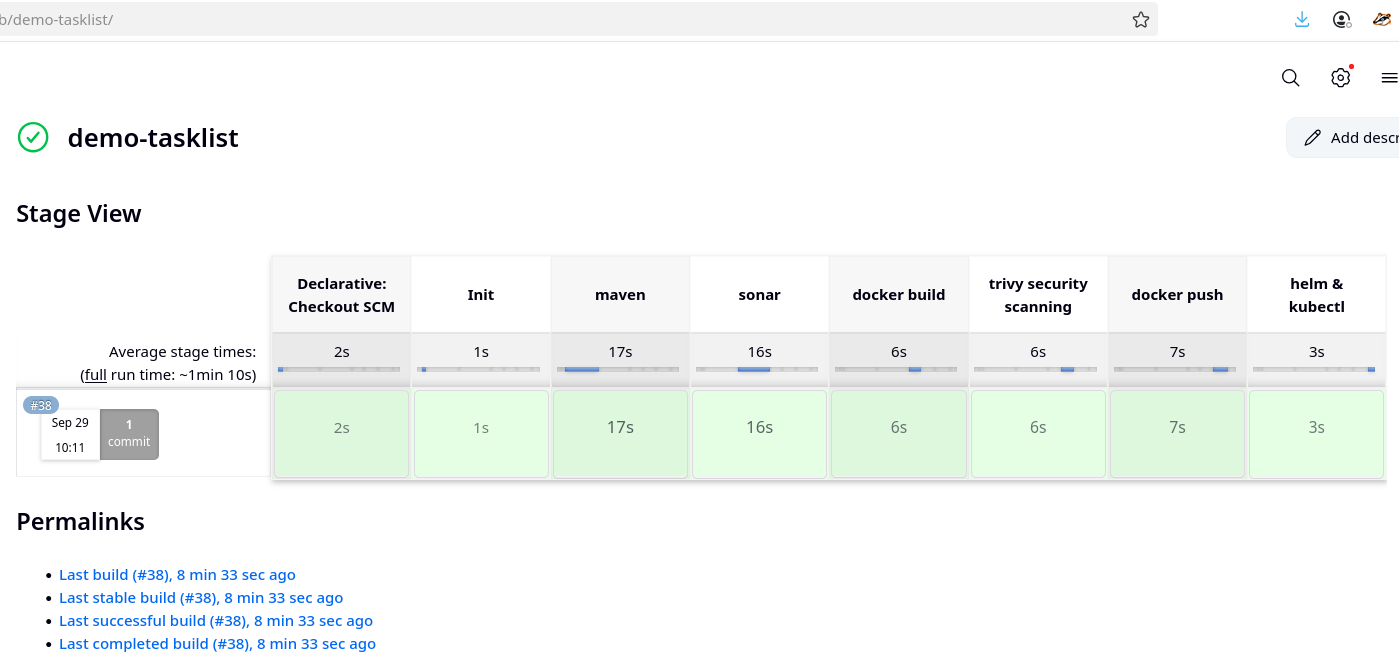 b/demo-tasklist/
demo-tasklist
Add descr
Stage View
Declarative:
Checkout SCM
Init
maven
sonar
docker build
trivy security
scanning
docker push
helm &
kubectl
Average stage times:
(full run time: ~1min 10s)
2s
1s
17s
16s
6s
6s
7s
3s
#38
Sep 29
10:11
1
commit
2s
1s
17s
16s
6s
6s
7s
3s
Permalinks
Last build (#38), 8 min 33 sec ago
Last stable build (#38), 8 min 33 sec ago
Last successful build (#38), 8 min 33 sec ago
Last completed build (#38), 8 min 33 sec ago